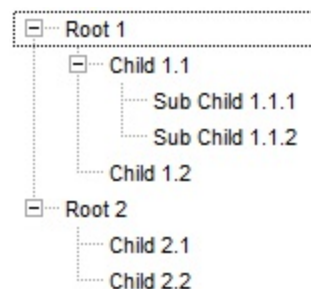 Root 1
Child 1.1
Sub Child 1.1.1
Sub Child 1.1.2
Child 1.2
Root 2
Child 2.1
Child 2.2